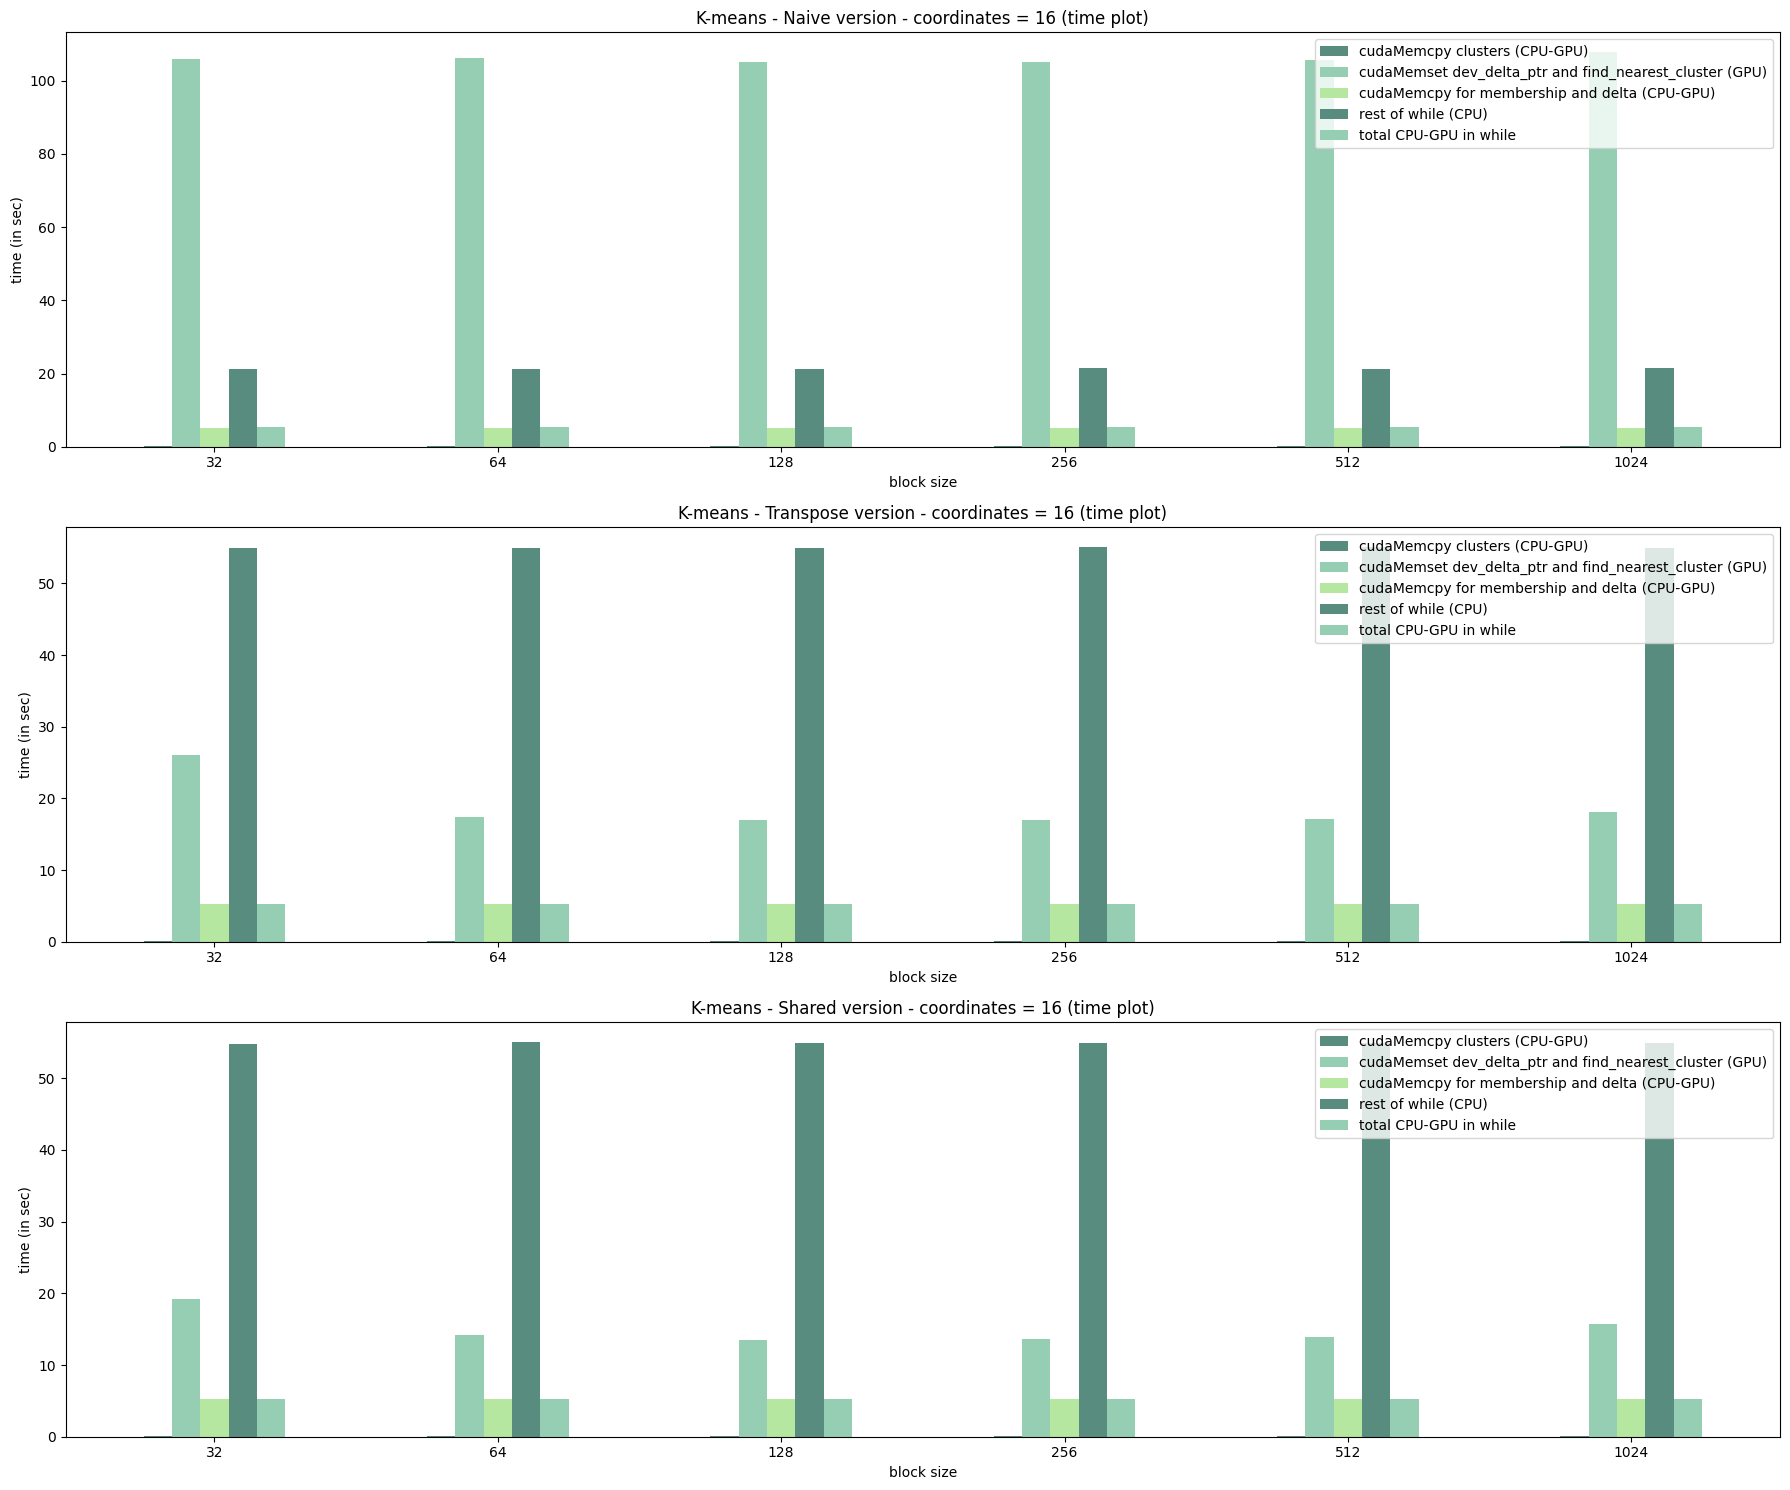 K-means - Naive version - coordinates = 16 (time plot)
cudaMemcpy clusters (CPU-GPU)
cudaMemset dev_delta_ptr and find_nearest_cluster (GPU)
cudaMemcpy for membership and delta (CPU-GPU)
rest of while (CPU)
total CPU-GPU in while
time (in sec)
100
80
60
40
20
0
32 64 128 256 512 1024
block size
K-means - Transpose version - coordinates = 16 (time plot)
cudaMemcpy clusters (CPU-GPU)
cudaMemset dev_delta_ptr and find_nearest_cluster (GPU)
cudaMemcpy for membership and delta (CPU-GPU)
rest of while (CPU)
total CPU-GPU in while
time (in sec)
50
40
30
20
10
0
32 64 128 256 512 1024
block size
K-means - Shared version - coordinates = 16 (time plot)
cudaMemcpy clusters (CPU-GPU)
cudaMemset dev_delta_ptr and find_nearest_cluster (GPU)
cudaMemcpy for membership and delta (CPU-GPU)
rest of while (CPU)
total CPU-GPU in while
time (in sec)
50
40
30
20
10
0
32 64 128 256 512 1024
block size